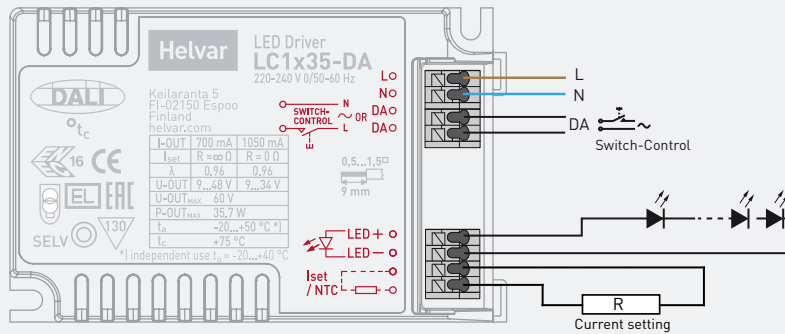 Helvar
LED Driver
LC1x35-DA
220-240 V 0/50-60 Hz
DALI
tc
Keilaranta 5
FI-02150 Espoo
Finland
helvar.com
16 CE
EL EAC
SELV
130
I-OUT 700 mA 1050 mA
Iset R=∞ Ω R = 0 Ω
λ 0.96 0.96
U-OUT 9...48 V 9...34 V
U-OUTMAX 60 V
P-OUTMAX 35.7 W
ta -20...+50 °C *)
tc +75 °C
*) independent use ta = -20...+40 °C
N
SWITCH-
CONTROL
L
E
~ OR
L
N
DA
DA
0,5...1,5□
9 mm
LED +
LED −
Iset
/ NTC
L
N
DA
~
Switch-Control
R
Current setting